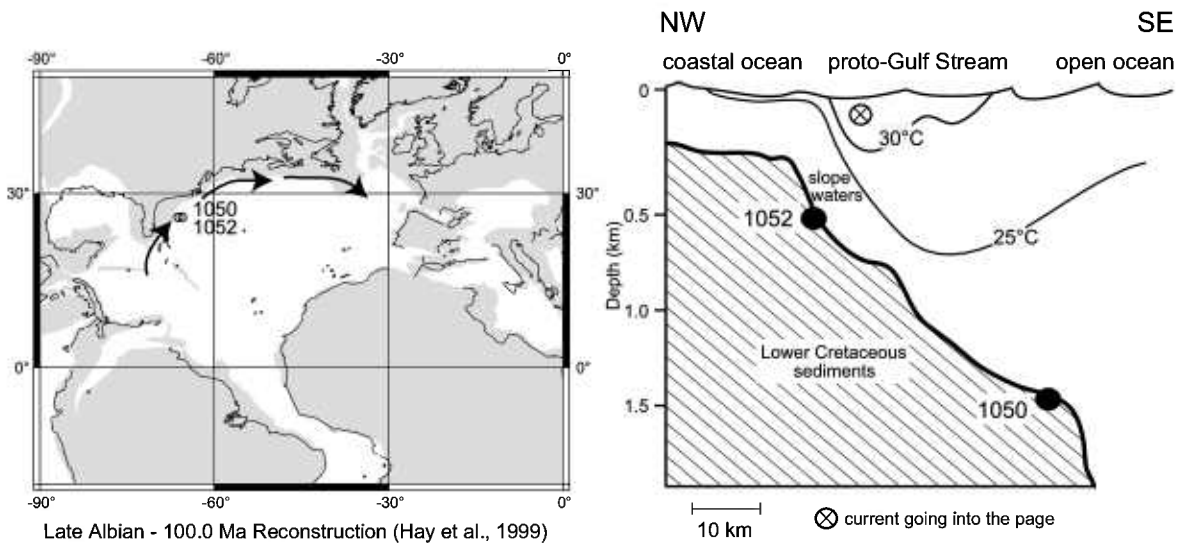 -90°
-60°
-30°
0°
30°
30°
1050
1052
0°
0°
-90°
-60°
-30°
0°
Late Albian - 100.0 Ma Reconstruction (Hay et al., 1999)
NW
SE
coastal ocean
proto-Gulf Stream
open ocean
0
30°C
slope
waters
1052
0.5
25°C
Depth (km)
1.0
Lower Cretaceous
sediments
1050
1.5
10 km
current going into the page